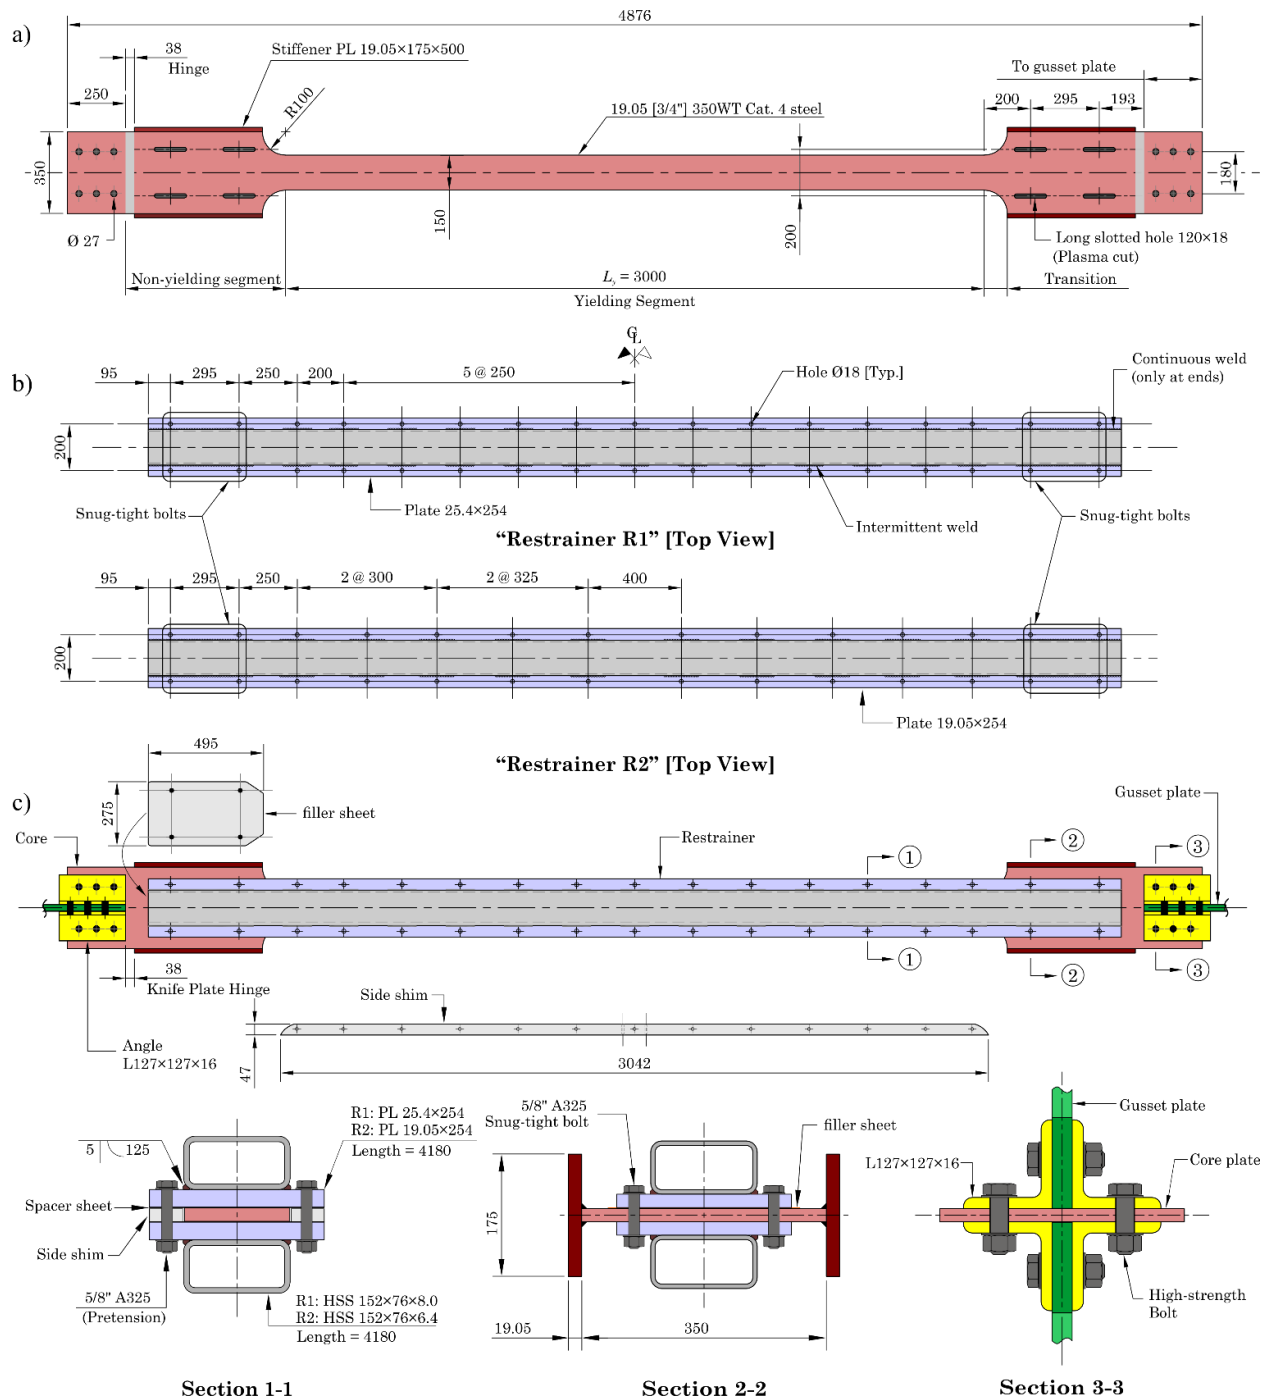 a)
4876
38
Hinge
Stiffener PL 19.05×175×500
To gusset plate
250
R100
19.05 [3/4"] 350WT Cat. 4 steel
200
295
193
350
150
200
180
Ø 27
Long slotted hole 120×18
(Plasma cut)
Non-yielding segment
Ly = 3000
Transition
Yielding Segment
b)
CL
95
295
250
200
5 @ 250
Hole Ø18 [Typ.]
Continuous weld
(only at ends)
200
Snug-tight bolts
Plate 25.4×254
Intermittent weld
Snug-tight bolts
“Restrainer R1” [Top View]
95
295
250
2 @ 300
2 @ 325
400
200
Plate 19.05×254
495
“Restrainer R2” [Top View]
c)
275
filler sheet
Gusset plate
Core
Restrainer
1
2
3
1
2
3
38
Knife Plate Hinge
Side shim
Angle
L127×127×16
47
3042
R1: PL 25.4×254
R2: PL 19.05×254
Length = 4180
5
125
Spacer sheet
Side shim
5/8" A325
(Pretension)
R1: HSS 152×76×8.0
R2: HSS 152×76×6.4
Length = 4180
5/8" A325
Snug-tight bolt
filler sheet
175
19.05
350
Gusset plate
L127×127×16
Core plate
High-strength
Bolt
Section 1-1
Section 2-2
Section 3-3